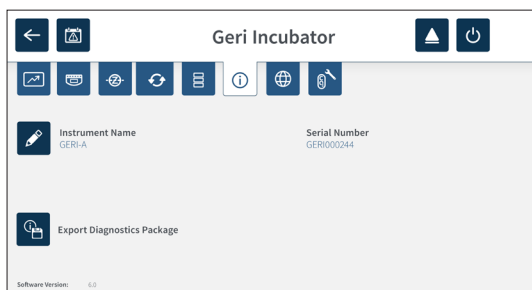 Geri Incubator
Instrument Name
GERI-A
Serial Number
GERI000244
Export Diagnostics Package
Software Version: 6.0